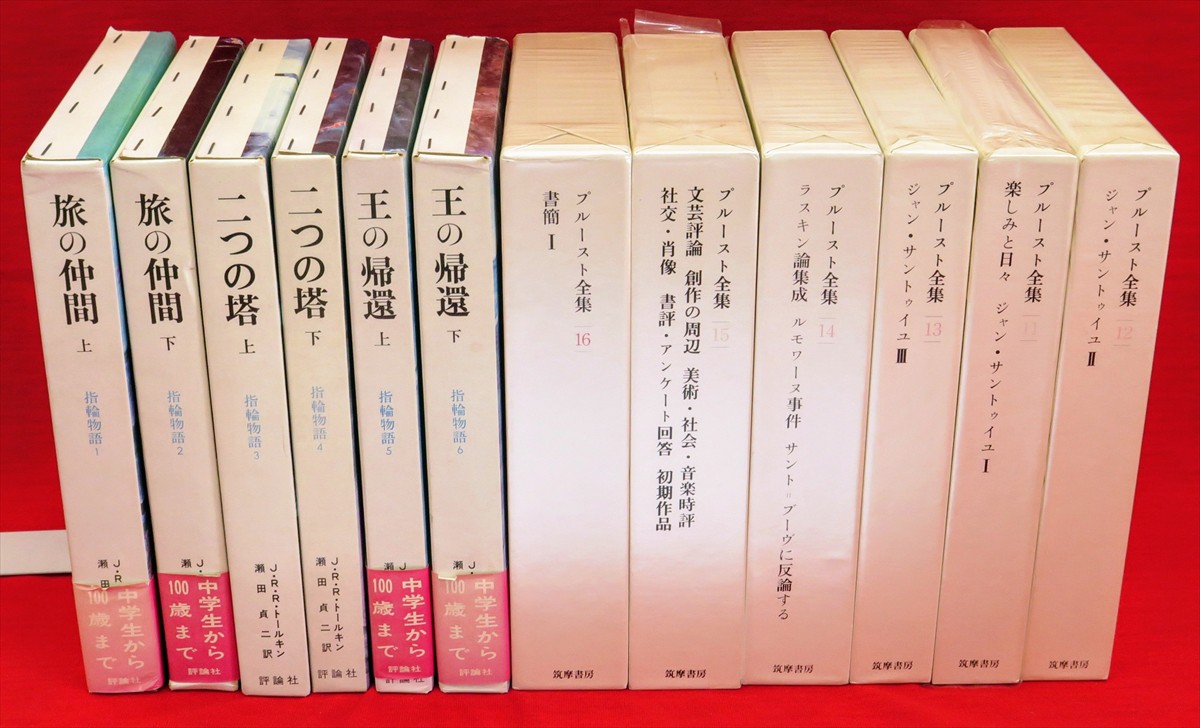 旅の仲間 上
指輪物語 1
J・R
瀬田
中学生から
100歳まで
旅の仲間 下
指輪物語 2
J・
瀬
中学生から
100歳まで
評論社
二つの塔 上
指輪物語 3
J・R・R・トールキン
瀬田貞二訳
評論社
二つの塔 下
指輪物語 4
J・R・R・トールキン
瀬田貞二訳
評論社
王の帰還 上
指輪物語 5
J・
瀬
中学生から
100歳まで
評論社
王の帰還 下
指輪物語 6
J・
瀬
中学生から
100歳まで
評論社
プルースト全集 16
書簡 Ⅰ
筑摩書房
プルースト全集 15
文芸評論 創作の周辺 美術・社会・音楽時評
社交・肖像 書評・アンケート回答 初期作品
筑摩書房
プルースト全集 14
ラスキン論集成 ルモワーヌ事件 サント=ブーヴに反論する
筑摩書房
プルースト全集 13
ジャン・サントゥイユ Ⅲ
筑摩書房
プルースト全集 11
楽しみと日々 ジャン・サントゥイユ Ⅰ
筑摩書房
プルースト全集 12
ジャン・サントゥイユ Ⅱ
筑摩書房